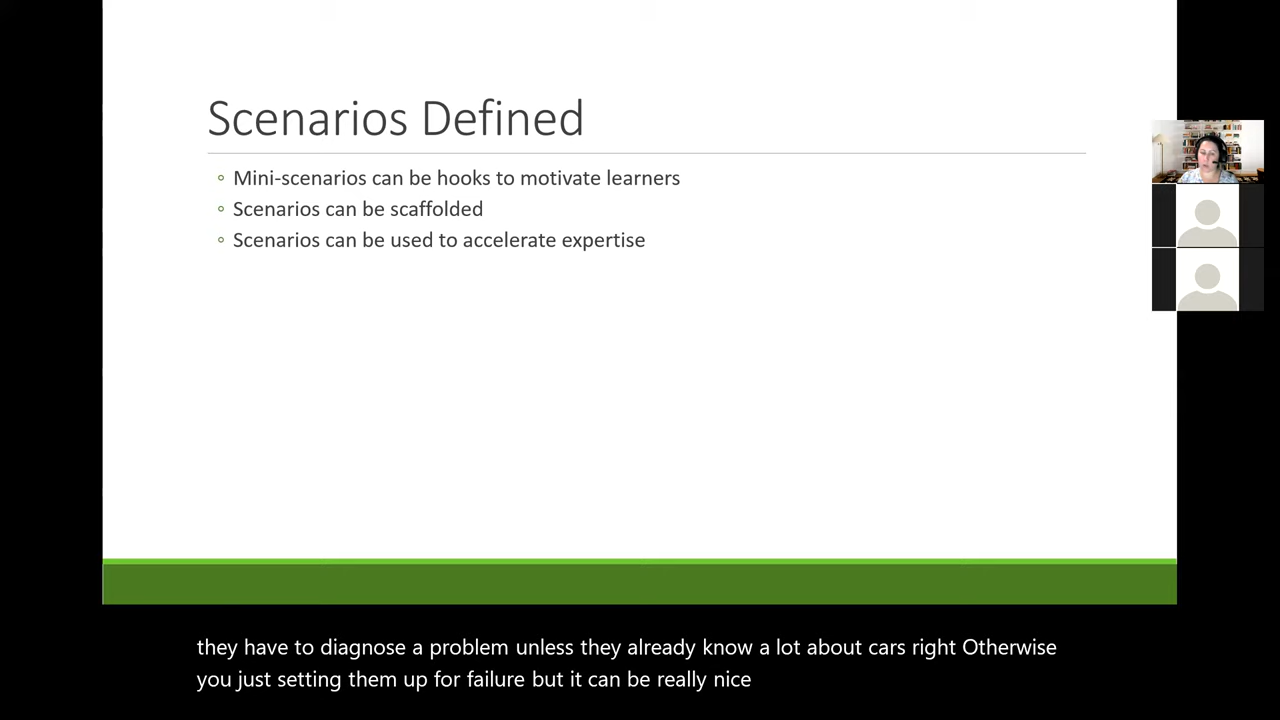 Scenarios Defined
Mini-scenarios can be hooks to motivate learners
Scenarios can be scaffolded
Scenarios can be used to accelerate expertise
they have to diagnose a problem unless they already know a lot about cars right Otherwise
you just setting them up for failure but it can be really nice